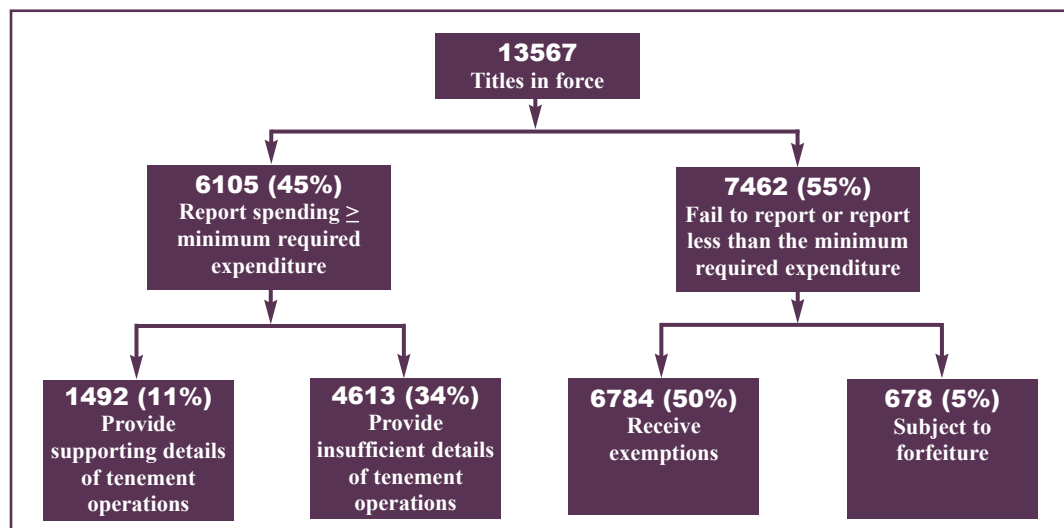 13567
Titles in force
6105 (45%)
Report spending ≥
minimum required
expenditure
7462 (55%)
Fail to report or report
less than the minimum
required expenditure
1492 (11%)
Provide
supporting details
of tenement
operations
4613 (34%)
Provide
insufficient details
of tenement
operations
6784 (50%)
Receive
exemptions
678 (5%)
Subject to
forfeiture